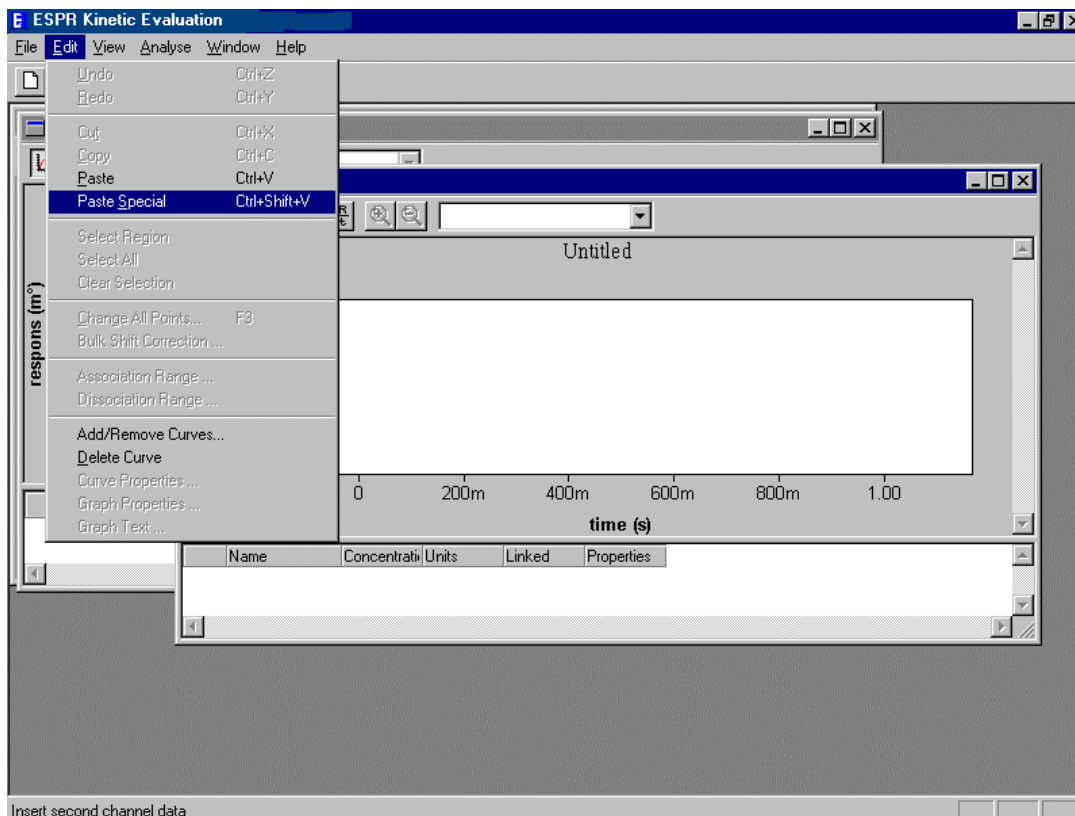 ESPR Kinetic Evaluation
File Edit View Analyse Window Help
Undo Ctrl+Z
Redo Ctrl+Y
Cut Ctrl+X
Copy Ctrl+C
Paste Ctrl+V
Paste Special Ctrl+Shift+V
Select Region
Select All
Clear Selection
Change All Points... F3
Bulk Shift Correction ...
Association Range ...
Dissociation Range ...
Add/Remove Curves...
Delete Curve
Curve Properties ...
Graph Properties ...
Graph Text ...
respons (m°)
R
t
Untitled
0 200m 400m 600m 800m 1.00
time (s)
Name Concentrati Units Linked Properties
Insert second channel data